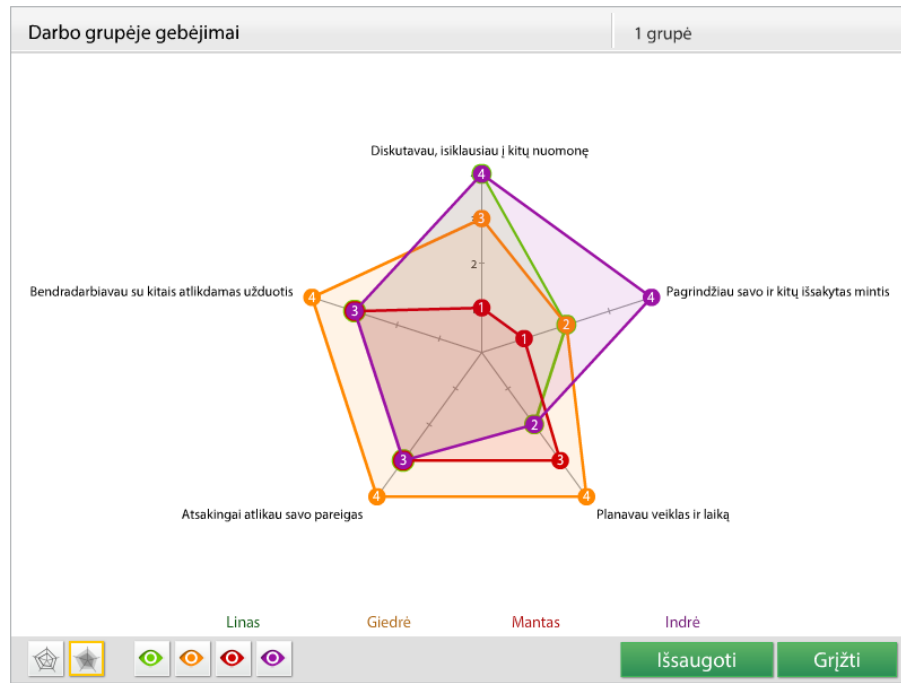 Darbo grupėje gebėjimai
1 grupė
Diskutavau, isiklausiau į kitų nuomonę
4
3
2
1
Bendradarbiavau su kitais atlikdamas užduotis
4
3
Pagrindžiau savo ir kitų išsakytas mintis
4
2
1
Atsakingai atlikau savo pareigas
3
4
Planavau veiklas ir laiką
2
3
4
Linas
Giedrė
Mantas
Indrė
Išsaugoti
Grįžti